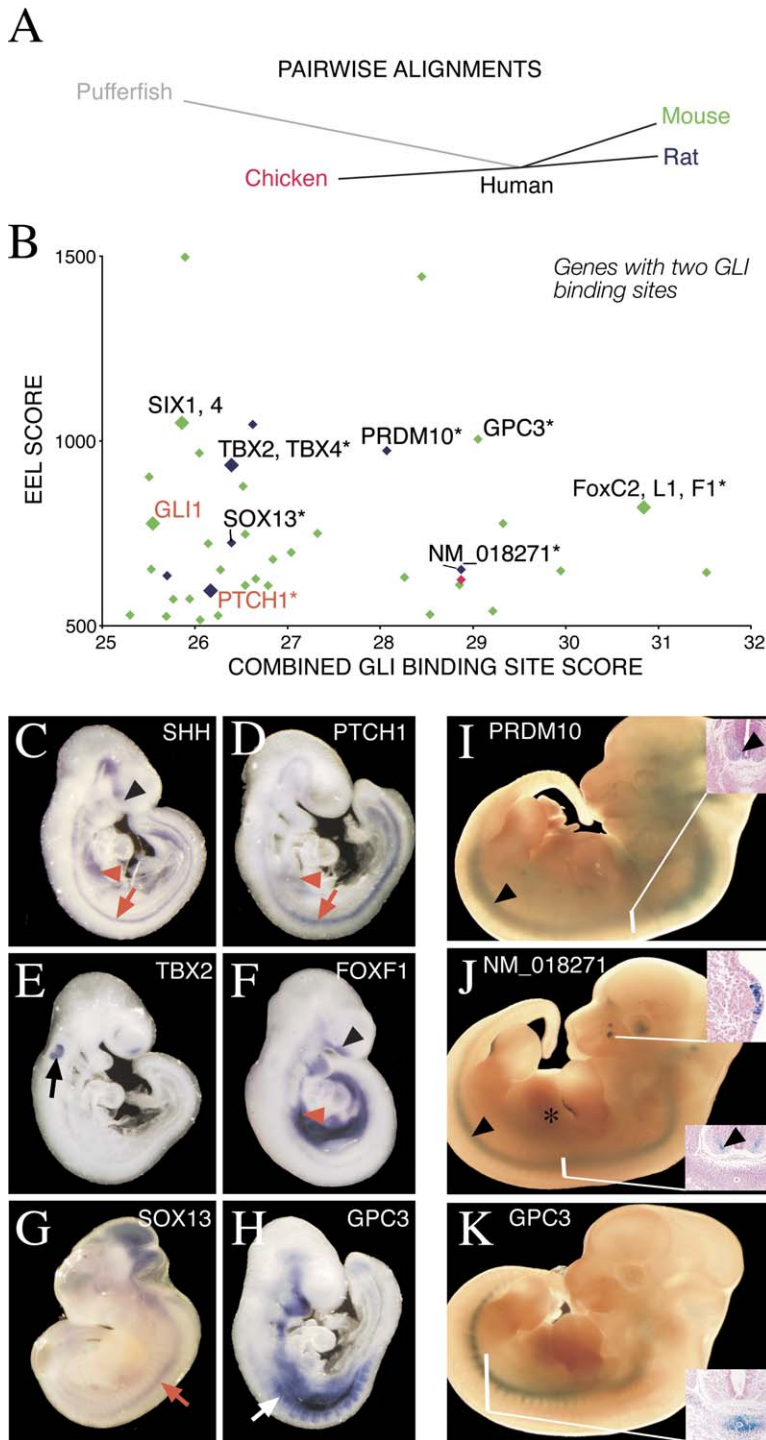 A
PAIRWISE ALIGNMENTS
Pufferfish
Mouse
Rat
Chicken
Human
B
Genes with two GLI
binding sites
1500
1000
500
EEL SCORE
SIX1, 4
TBX2, TBX4*
PRDM10*
GPC3*
FoxC2, L1, F1*
GLI1
SOX13*
NM_018271*
PTCH1*
25
26
27
28
29
30
31
32
COMBINED GLI BINDING SITE SCORE
C
SHH
D
PTCH1
I
PRDM10
E
TBX2
F
FOXF1
J
NM_018271
*
G
SOX13
H
GPC3
K
GPC3